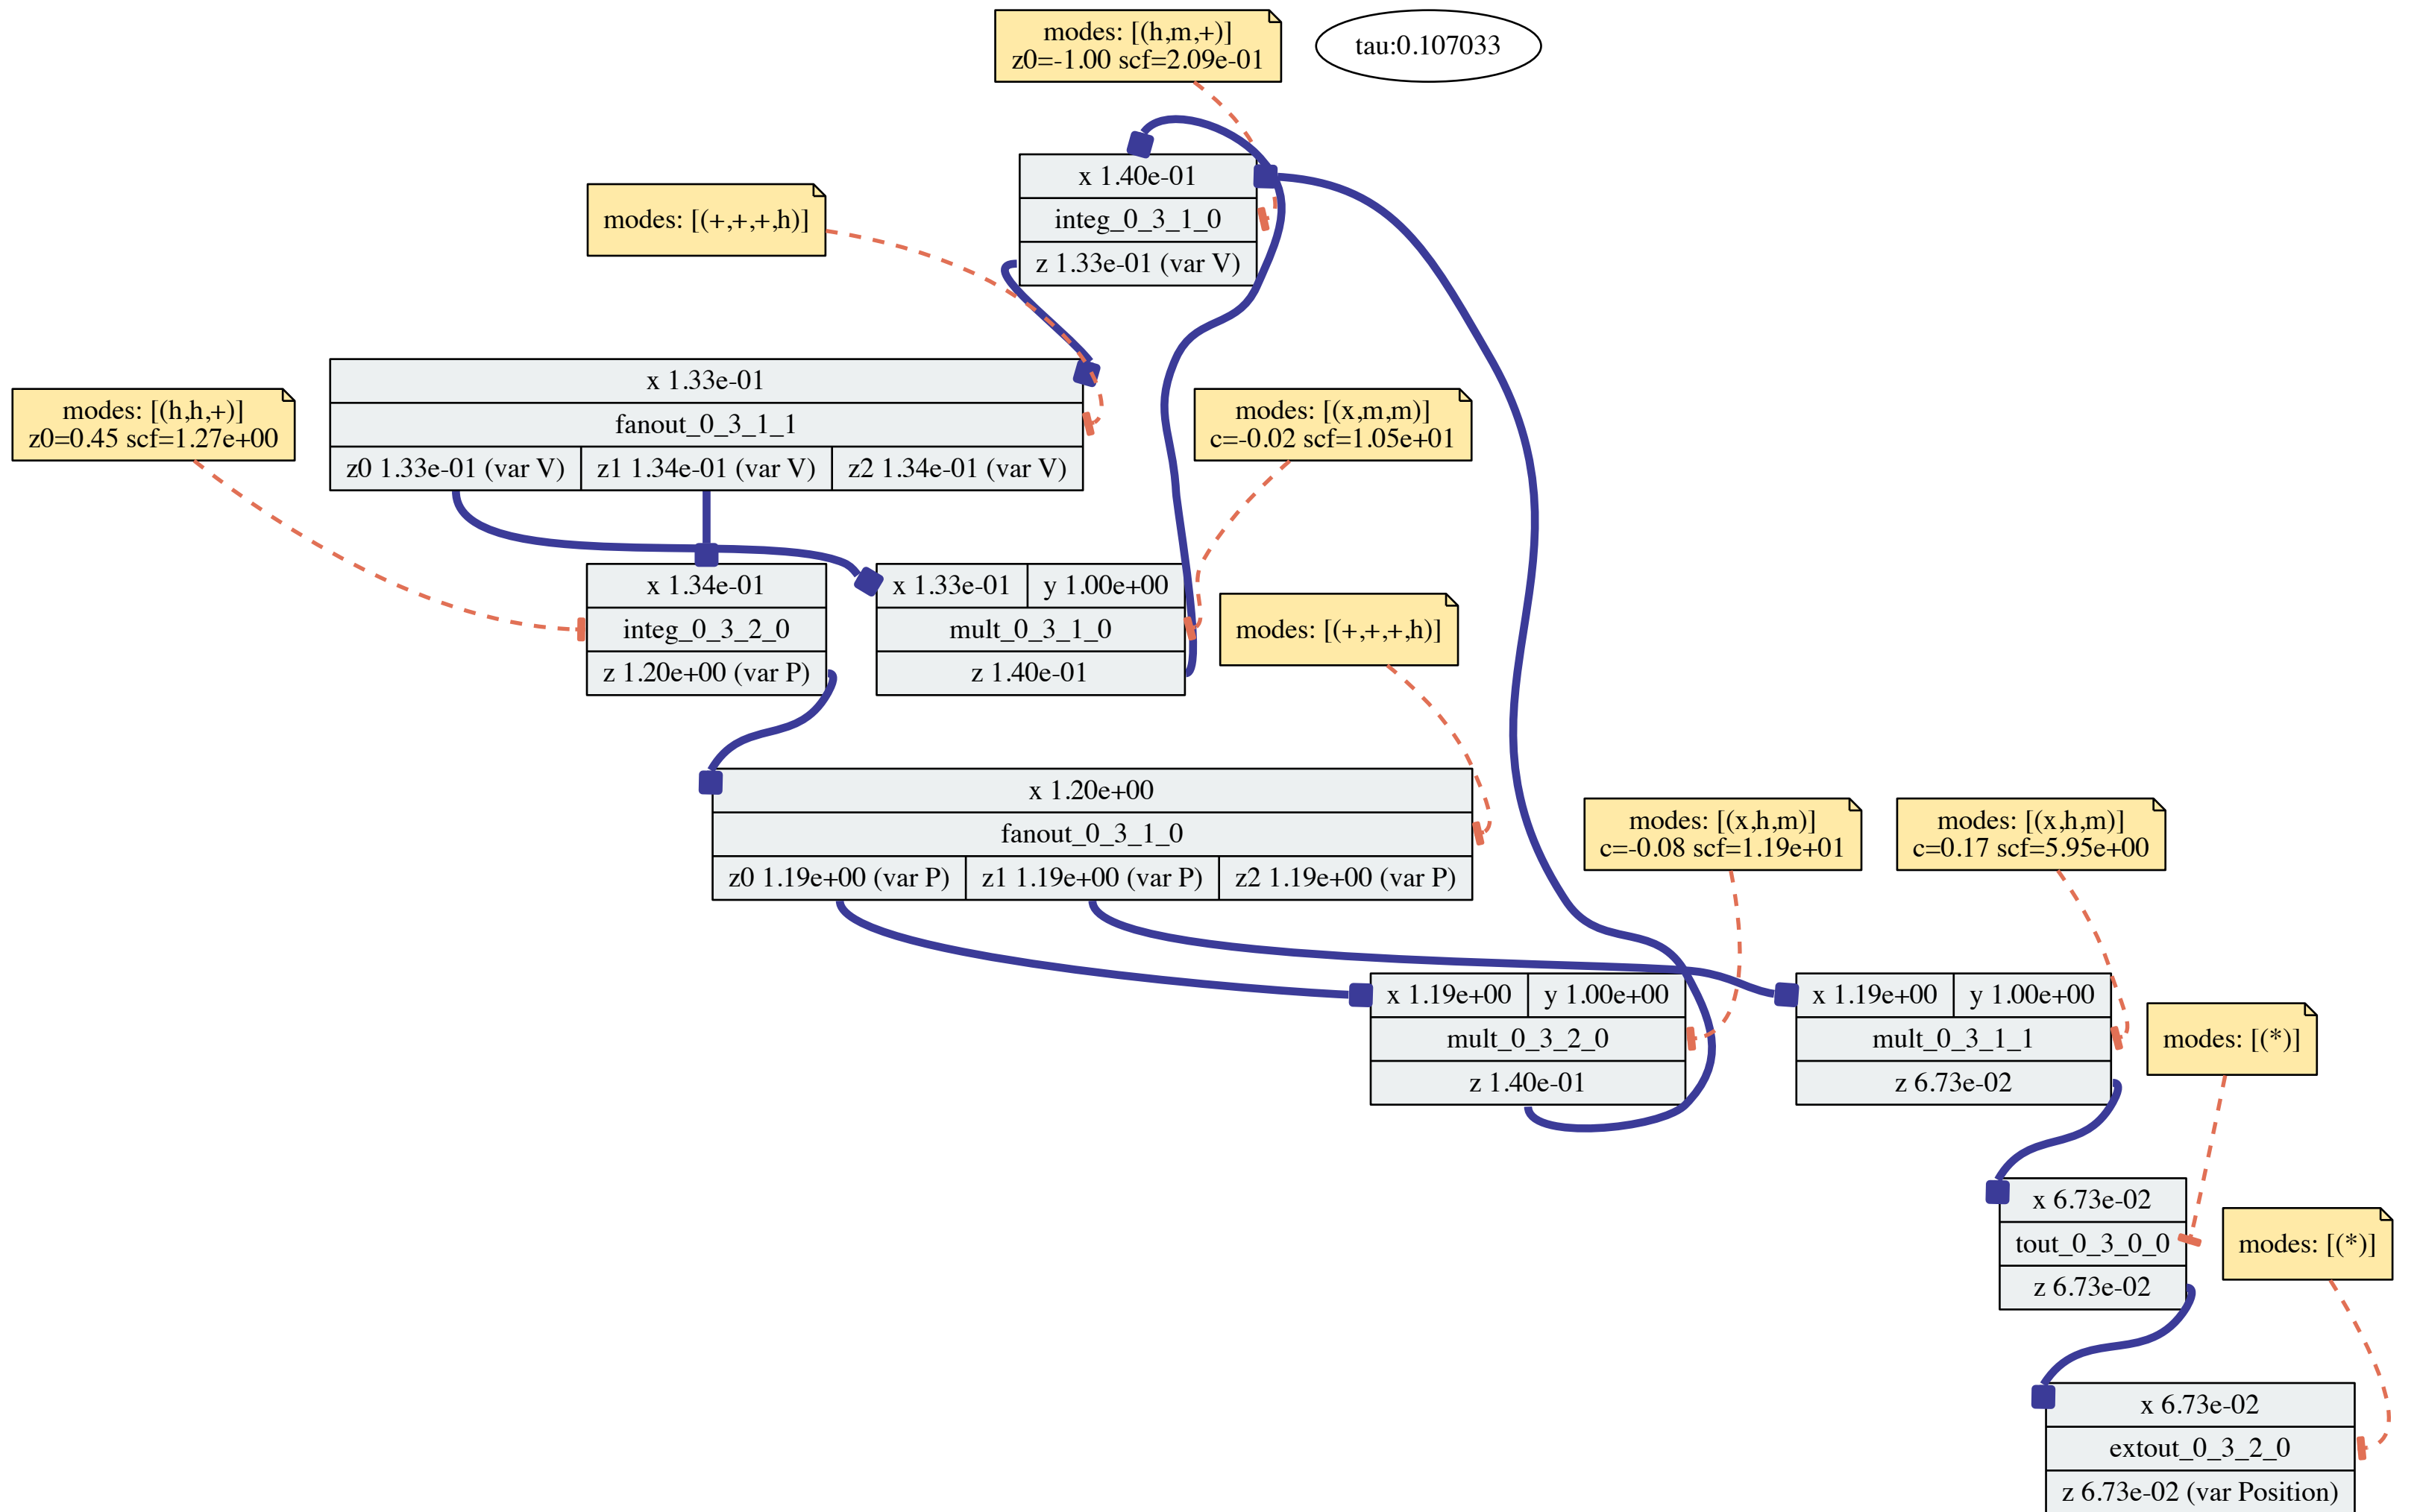 modes: [(h,m,+)]
z0=-1.00 scf=2.09e-01
tau:0.107033
x 1.40e-01
integ_0_3_1_0
z 1.33e-01 (var V)
modes: [(+,+,+,h)]
x 1.33e-01
fanout_0_3_1_1
z0 1.33e-01 (var V)
z1 1.34e-01 (var V)
z2 1.34e-01 (var V)
modes: [(h,h,+)]
z0=0.45 scf=1.27e+00
modes: [(x,m,m)]
c=-0.02 scf=1.05e+01
x 1.34e-01
integ_0_3_2_0
z 1.20e+00 (var P)
x 1.33e-01
y 1.00e+00
mult_0_3_1_0
z 1.40e-01
modes: [(+,+,+,h)]
x 1.20e+00
fanout_0_3_1_0
z0 1.19e+00 (var P)
z1 1.19e+00 (var P)
z2 1.19e+00 (var P)
modes: [(x,h,m)]
c=-0.08 scf=1.19e+01
modes: [(x,h,m)]
c=0.17 scf=5.95e+00
x 1.19e+00
y 1.00e+00
mult_0_3_2_0
z 1.40e-01
x 1.19e+00
y 1.00e+00
mult_0_3_1_1
z 6.73e-02
modes: [(*)]
x 6.73e-02
tout_0_3_0_0
z 6.73e-02
modes: [(*)]
x 6.73e-02
extout_0_3_2_0
z 6.73e-02 (var Position)